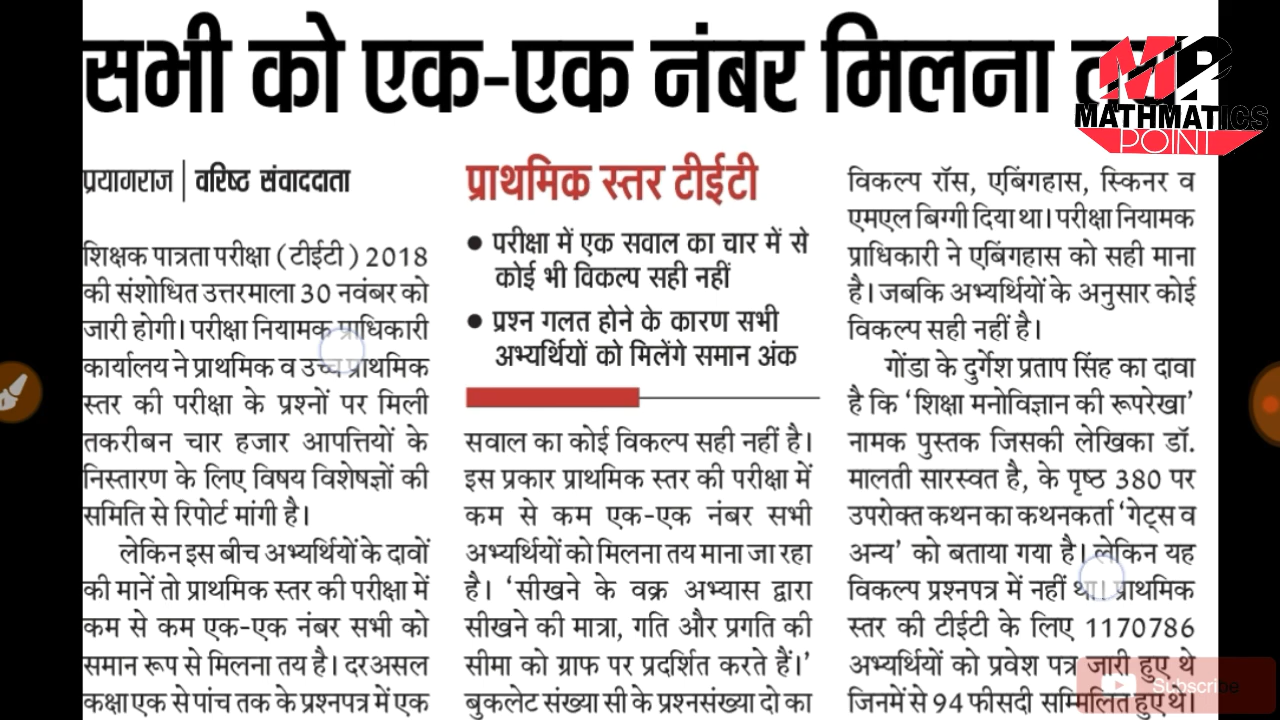 सभी को एक-एक नंबर मिलना
MP
MATHMATICS
POINT
प्रयागराज | वरिष्ठ संवाददाता
शिक्षक पात्रता परीक्षा (टीईटी) 2018
की संशोधित उत्तरमाला 30 नवंबर को
जारी होगी। परीक्षा नियामक प्राधिकारी
कार्यालय ने प्राथमिक व उच्च प्राथमिक
स्तर की परीक्षा के प्रश्नों पर मिली
तकरीबन चार हजार आपत्तियों के
निस्तारण के लिए विषय विशेषज्ञों की
समिति से रिपोर्ट मांगी है।
लेकिन इस बीच अभ्यर्थियों के दावों
की मानें तो प्राथमिक स्तर की परीक्षा में
कम से कम एक-एक नंबर सभी को
समान रूप से मिलना तय है। दरअसल
कक्षा एक से पांच तक के प्रश्नपत्र में एक
प्राथमिक स्तर टीईटी
● परीक्षा में एक सवाल का चार में से
कोई भी विकल्प सही नहीं
● प्रश्न गलत होने के कारण सभी
अभ्यर्थियों को मिलेंगे समान अंक
सवाल का कोई विकल्प सही नहीं है।
इस प्रकार प्राथमिक स्तर की परीक्षा में
कम से कम एक-एक नंबर सभी
अभ्यर्थियों को मिलना तय माना जा रहा
है। ‘सीखने के वक्र अभ्यास द्वारा
सीखने की मात्रा, गति और प्रगति की
सीमा को ग्राफ पर प्रदर्शित करते हैं।’
बुकलेट संख्या सी के प्रश्नसंख्या दो का
विकल्प रॉस, एबिंगहास, स्किनर व
एमएल बिग्गी दिया था। परीक्षा नियामक
प्राधिकारी ने एबिंगहास को सही माना
है। जबकि अभ्यर्थियों के अनुसार कोई
विकल्प सही नहीं है।
गोंडा के दुर्गेश प्रताप सिंह का दावा
है कि ‘शिक्षा मनोविज्ञान की रूपरेखा’
नामक पुस्तक जिसकी लेखिका डॉ.
मालती सारस्वत है, के पृष्ठ 380 पर
उपरोक्त कथन का कथनकर्ता ‘गेट्स व
अन्य’ को बताया गया है। लेकिन यह
विकल्प प्रश्नपत्र में नहीं था। प्राथमिक
स्तर की टीईटी के लिए 1170786
अभ्यर्थियों को प्रवेश पत्र जारी हुए थे
जिनमें से 94 फीसदी सम्मिलित हुए थे।
Subscribe